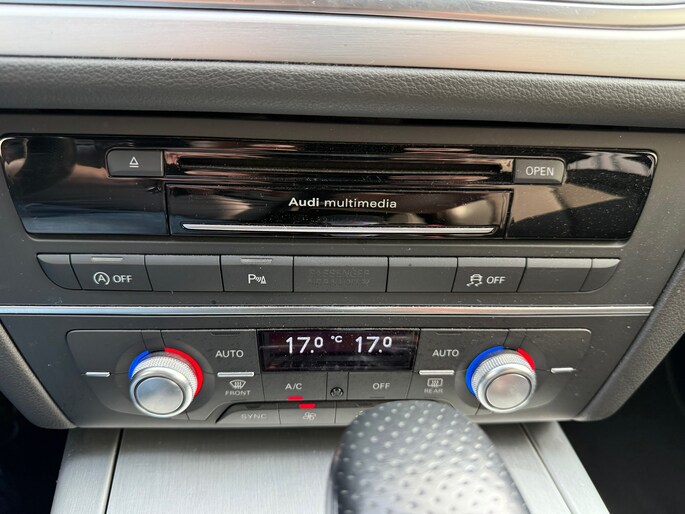 OPEN
Audi multimedia
OFF
P
OFF
17.0 °C 17.0
AUTO
AUTO
FRONT
A/C
OFF
REAR
SYNC